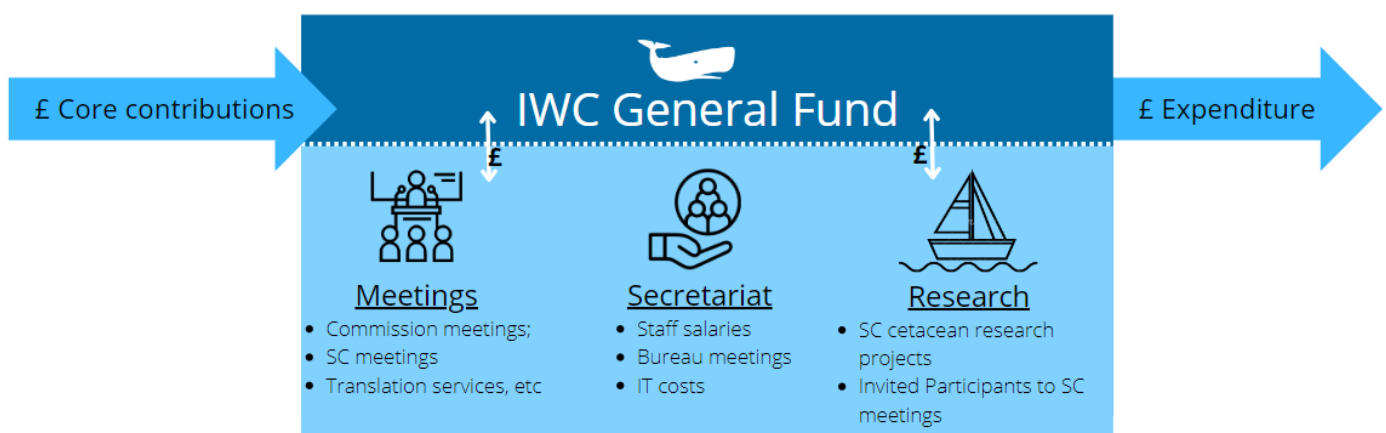 £ Core contributions
IWC General Fund
£ Expenditure
£
£
Meetings
• Commission meetings;
• SC meetings
• Translation services, etc
Secretariat
• Staff salaries
• Bureau meetings
• IT costs
Research
• SC cetacean research
projects
• Invited Participants to SC
meetings